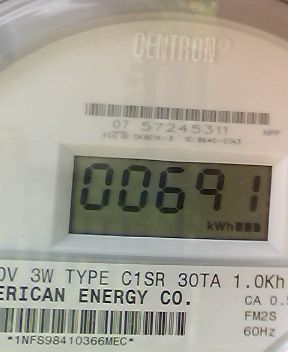 CENTRON®
07 57245311
MPP
00691
kWh
0V 3W TYPE C1SR 30TA 1.0Kh
ERICAN ENERGY CO.
CA 0.5
FM2S
60Hz
*1NFS98410366MEC*